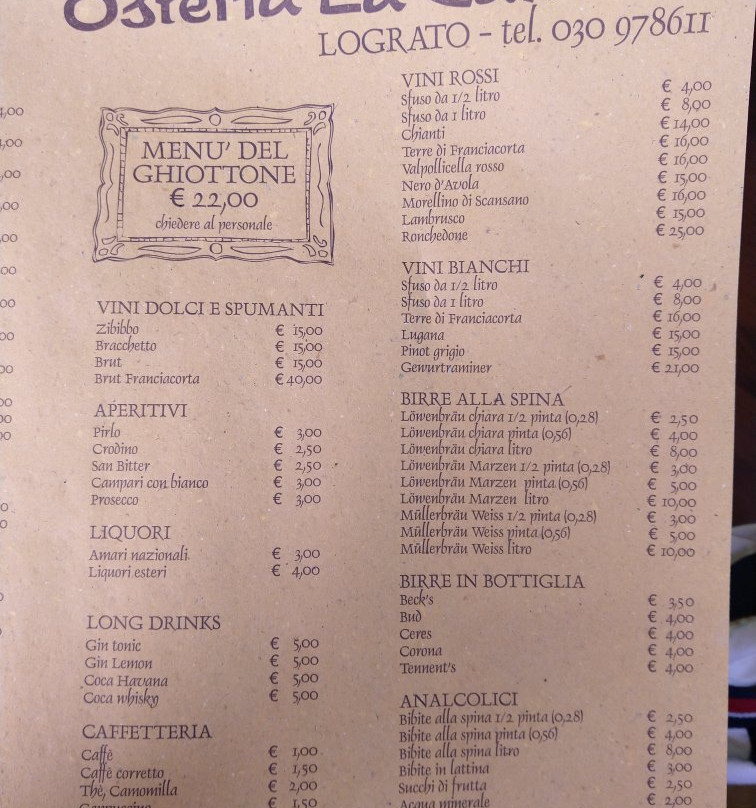 Osteria La
LOGRATO - tel. 030 978611
MENU' DEL
GHIOTTONE
€ 22,00
chiedere al personale
VINI DOLCI E SPUMANTI
Zibibbo € 15,00
Bracchetto € 15,00
Brut € 15,00
Brut Franciacorta € 40,00
APERITIVI
Pirlo € 3,00
Crodino € 2,50
San Bitter € 2,50
Campari con bianco € 3,00
Prosecco € 3,00
LIQUORI
Amari nazionali € 3,00
Liquori esteri € 4,00
LONG DRINKS
Gin tonic € 5,00
Gin Lemon € 5,00
Coca Havana € 5,00
Coca whisky € 5,00
CAFFETTERIA
Caffè € 1,00
Caffè corretto € 1,50
Thè, Camomilla € 2,00
Cappuccino € 1,50
VINI ROSSI
Sfuso da 1/2 litro € 4,00
Sfuso da 1 litro € 8,00
Chianti € 14,00
Terre di Franciacorta € 16,00
Valpollicella rosso € 16,00
Nero d'Avola € 15,00
Morellino di Scansano € 16,00
Lambrusco € 15,00
Ronchedone € 25,00
VINI BIANCHI
Sfuso da 1/2 litro € 4,00
Sfuso da 1 litro € 8,00
Terre di Franciacorta € 16,00
Lugana € 15,00
Pinot grigio € 15,00
Gewurtraminer € 21,00
BIRRE ALLA SPINA
Löwenbräu chiara 1/2 pinta (0,28) € 2,50
Löwenbräu chiara pinta (0,56) € 4,00
Löwenbräu chiara litro € 8,00
Löwenbräu Marzen 1/2 pinta (0,28) € 3,00
Löwenbräu Marzen pinta (0,56) € 5,00
Löwenbräu Marzen litro € 10,00
Müllerbräu Weiss 1/2 pinta (0,28) € 3,00
Müllerbräu Weiss pinta (0,56) € 5,00
Müllerbräu Weiss litro € 10,00
BIRRE IN BOTTIGLIA
Beck's € 3,50
Bud € 4,00
Ceres € 4,00
Corona € 4,00
Tennent's € 4,00
ANALCOLICI
Bibite alla spina 1/2 pinta (0,28) € 2,50
Bibite alla spina pinta (0,56) € 4,00
Bibite alla spina litro € 8,00
Bibite in lattina € 3,00
Succhi di frutta € 2,50
Acqua minerale € 2,00